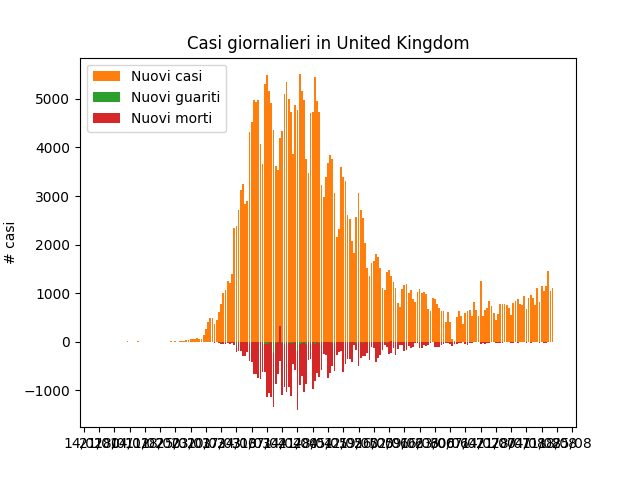 Casi giornalieri in United Kingdom
Nuovi casi
Nuovi guariti
Nuovi morti
# casi
5000
4000
3000
2000
1000
0
−1000